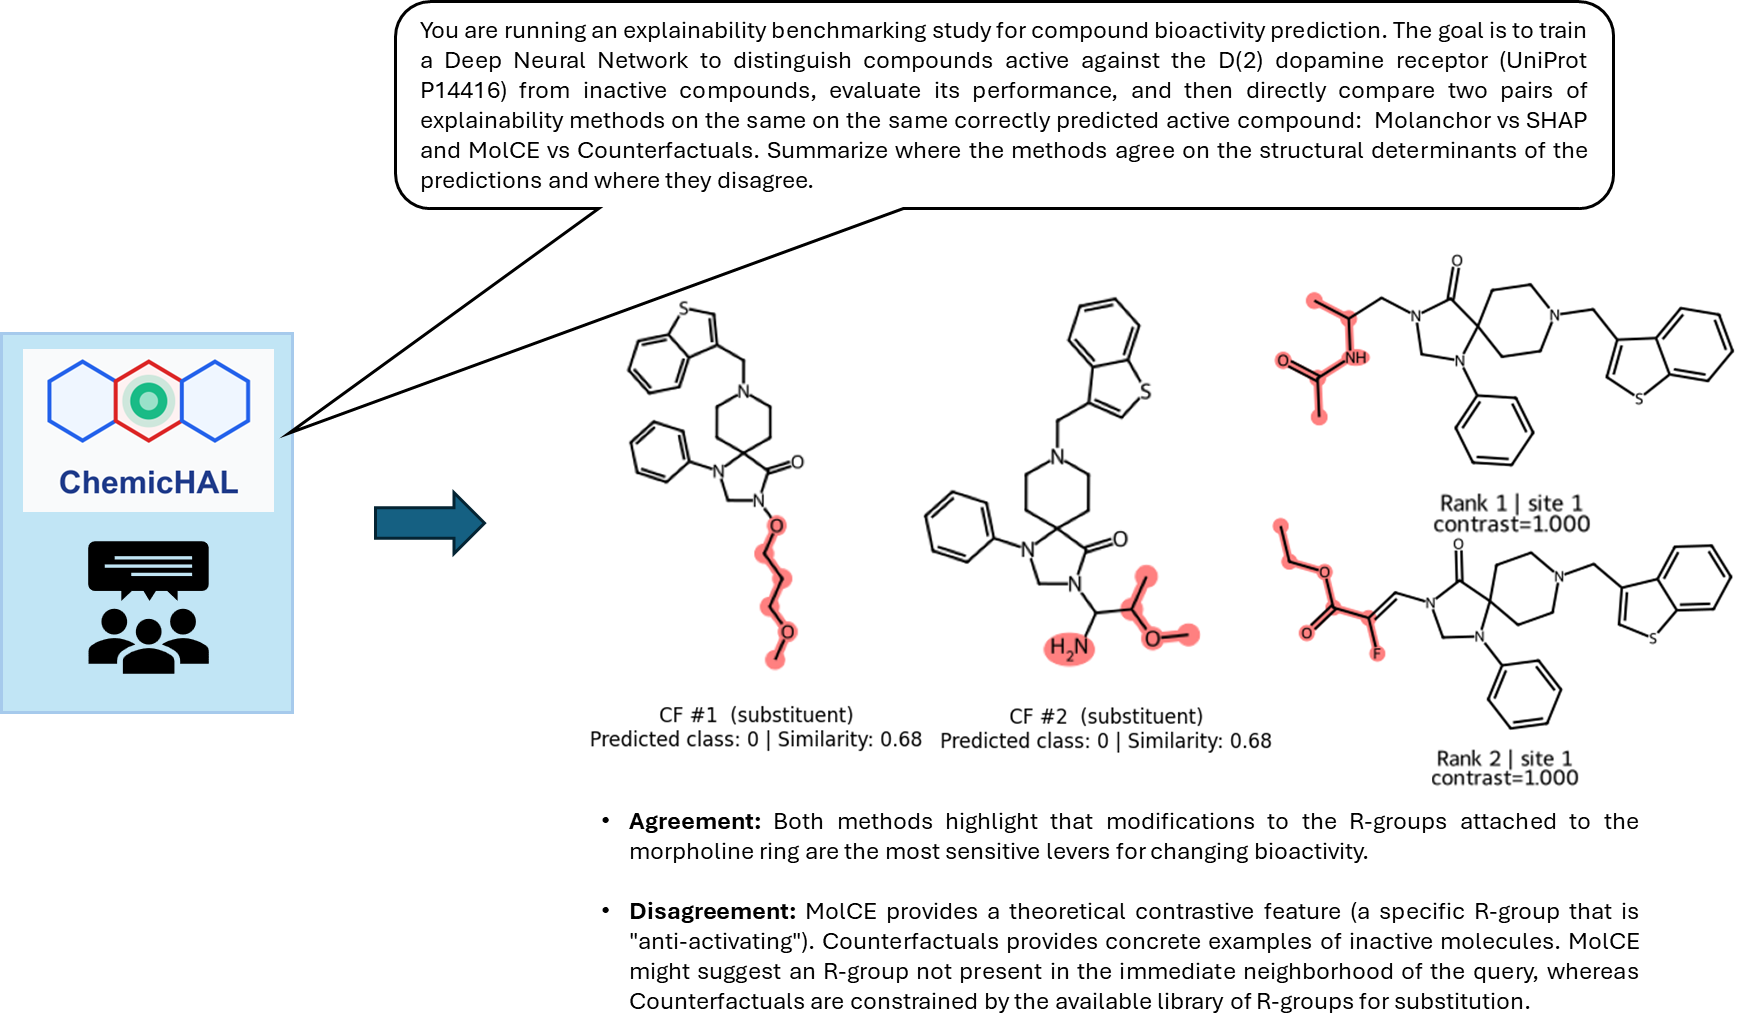 You are running an explainability benchmarking study for compound bioactivity prediction. The goal is to train
a Deep Neural Network to distinguish compounds active against the D(2) dopamine receptor (UniProt
P14416) from inactive compounds, evaluate its performance, and then directly compare two pairs of
explainability methods on the same on the same correctly predicted active compound: Molanchor vs SHAP
and MolCE vs Counterfactuals. Summarize where the methods agree on the structural determinants of the
predictions and where they disagree.
ChemicHAL
S
N
N
O
N
O
O
CF #1 (substituent)
Predicted class: 0 | Similarity: 0.68
S
N
N
O
N
H₂N
O
CF #2 (substituent)
Predicted class: 0 | Similarity: 0.68
O
N
N
NH
O
N
S
Rank 1 | site 1
contrast=1.000
O
O
N
N
O
F
N
S
Rank 2 | site 1
contrast=1.000
• Agreement: Both methods highlight that modifications to the R-groups attached to the
morpholine ring are the most sensitive levers for changing bioactivity.
• Disagreement: MolCE provides a theoretical contrastive feature (a specific R-group that is
"anti-activating"). Counterfactuals provides concrete examples of inactive molecules. MolCE
might suggest an R-group not present in the immediate neighborhood of the query, whereas
Counterfactuals are constrained by the available library of R-groups for substitution.